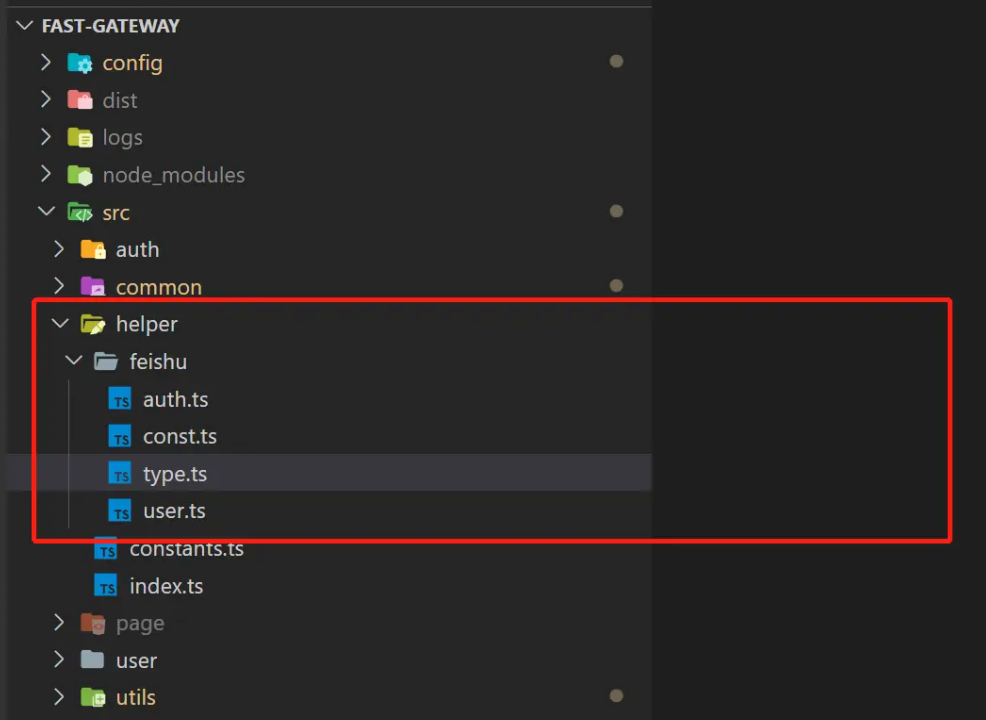 FAST-GATEWAY
config
dist
logs
node_modules
src
auth
common
helper
feishu
TS auth.ts
TS const.ts
TS type.ts
TS user.ts
TS constants.ts
TS index.ts
page
user
utils